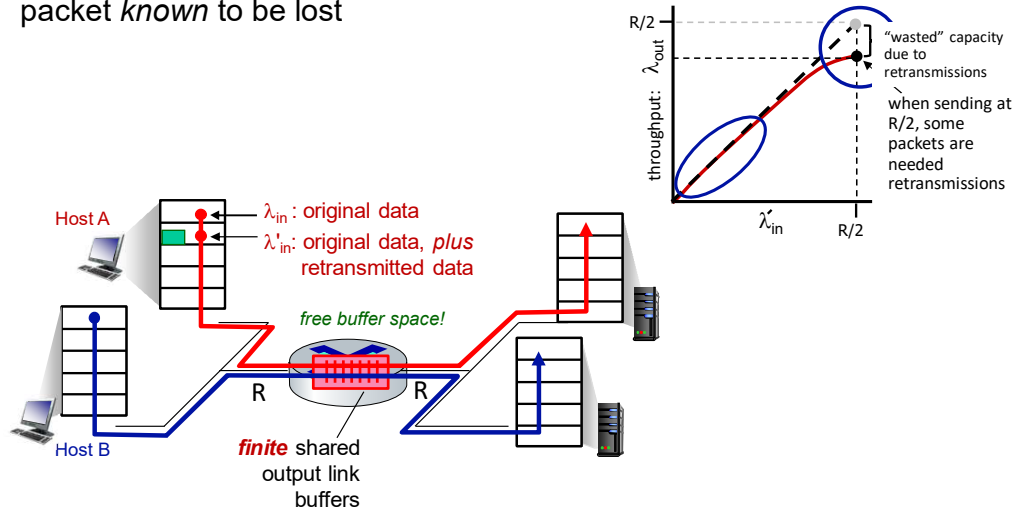 packet known to be lost
R/2
throughput: λout
"wasted" capacity
due to
retransmissions
when sending at
R/2, some
packets are
needed
retransmissions
λ'in
R/2
Host A
λin : original data
λ'in: original data, plus
retransmitted data
free buffer space!
R
R
Host B
finite shared
output link
buffers